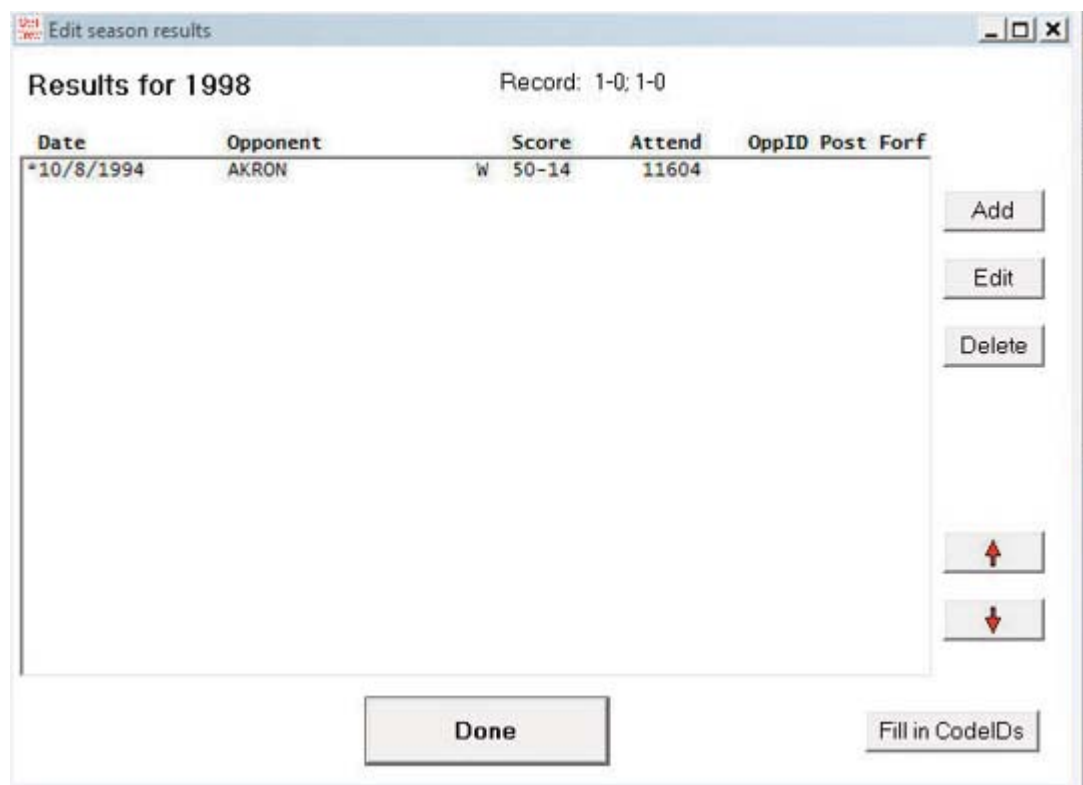 Edit season results
Results for 1998 Record: 1-0; 1-0
Date Opponent Score Attend OppID Post Forf
*10/8/1994 AKRON W 50-14 11604
Add
Edit
Delete
Done
Fill in CodeIDs